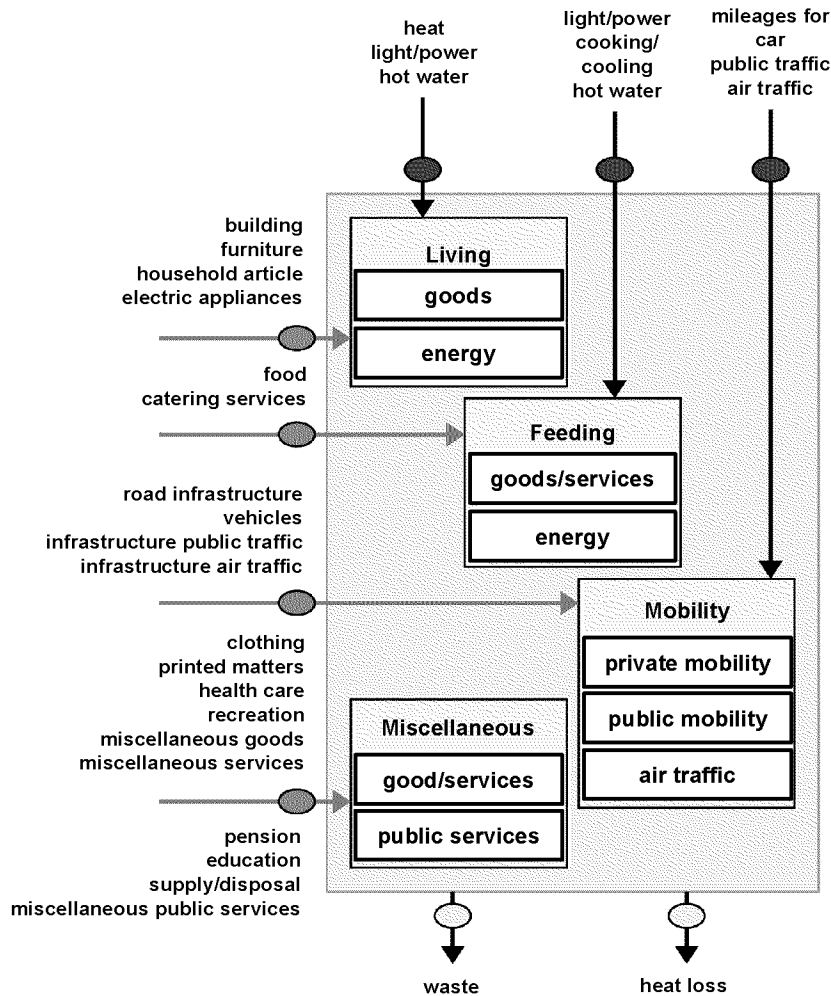 heat
light/power
hot water
light/power
cooking/
cooling
hot water
mileages for
car
public traffic
air traffic
building
furniture
household article
electric appliances
Living
goods
energy
food
catering services
Feeding
goods/services
energy
road infrastructure
vehicles
infrastructure public traffic
infrastructure air traffic
Mobility
private mobility
public mobility
air traffic
clothing
printed matters
health care
recreation
miscellaneous goods
miscellaneous services
Miscellaneous
good/services
public services
pension
education
supply/disposal
miscellaneous public services
waste
heat loss